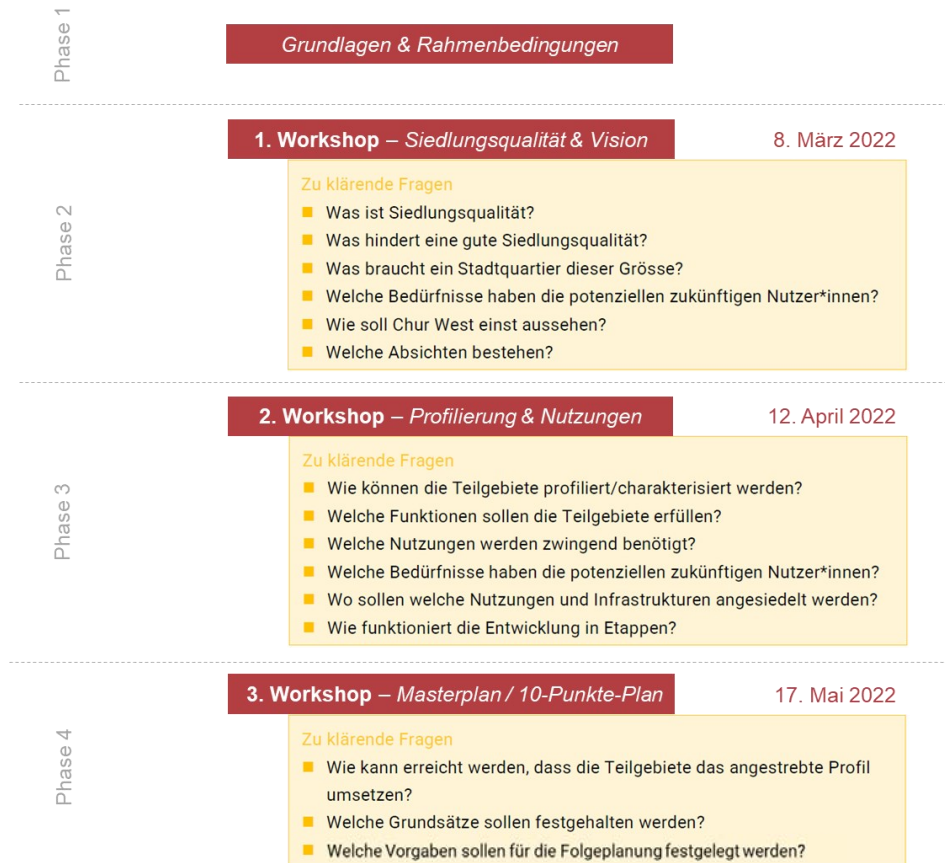 Phase 1
Grundlagen & Rahmenbedingungen
Phase 2
1. Workshop – Siedlungsqualität & Vision
8. März 2022
Zu klärende Fragen
Was ist Siedlungsqualität?
Was hindert eine gute Siedlungsqualität?
Was braucht ein Stadtquartier dieser Grösse?
Welche Bedürfnisse haben die potenziellen zukünftigen Nutzer*innen?
Wie soll Chur West einst aussehen?
Welche Absichten bestehen?
Phase 3
2. Workshop – Profilierung & Nutzungen
12. April 2022
Zu klärende Fragen
Wie können die Teilgebiete profiliert/charakterisiert werden?
Welche Funktionen sollen die Teilgebiete erfüllen?
Welche Nutzungen werden zwingend benötigt?
Welche Bedürfnisse haben die potenziellen zukünftigen Nutzer*innen?
Wo sollen welche Nutzungen und Infrastrukturen angesiedelt werden?
Wie funktioniert die Entwicklung in Etappen?
Phase 4
3. Workshop – Masterplan / 10-Punkte-Plan
17. Mai 2022
Zu klärende Fragen
Wie kann erreicht werden, dass die Teilgebiete das angestrebte Profil
umsetzen?
Welche Grundsätze sollen festgehalten werden?
Welche Vorgaben sollen für die Folgeplanung festgelegt werden?